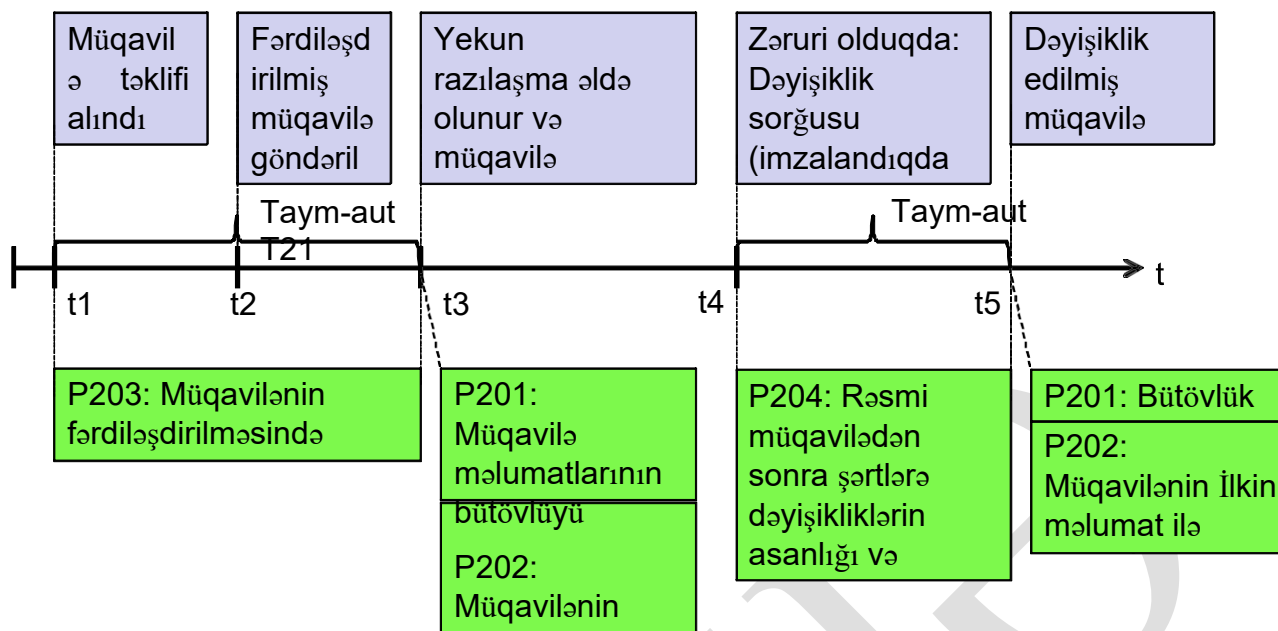 Müqavil
ə təklifi
alındı
Fərdiləşd
irilmiş
müqavilə
göndəril
Yekun
razılaşma əldə
olunur və
müqavilə
Zəruri olduqda:
Dəyişiklik
sorğusu
(imzalandıqda
Dəyişiklik
edilmiş
müqavilə
Taym-aut
T21
Taym-aut
t
t1
t2
t3
t4
t5
P203: Müqavilənin
fərdiləşdirilməsində
P201:
Müqavilə
məlumatlarının
bütövlüyü
P202:
Müqavilənin
P204: Rəsmi
müqavilədən
sonra şərtlərə
dəyişikliklərin
asanlığı və
P201: Bütövlük
P202:
Müqavilənin İlkin
məlumat ilə